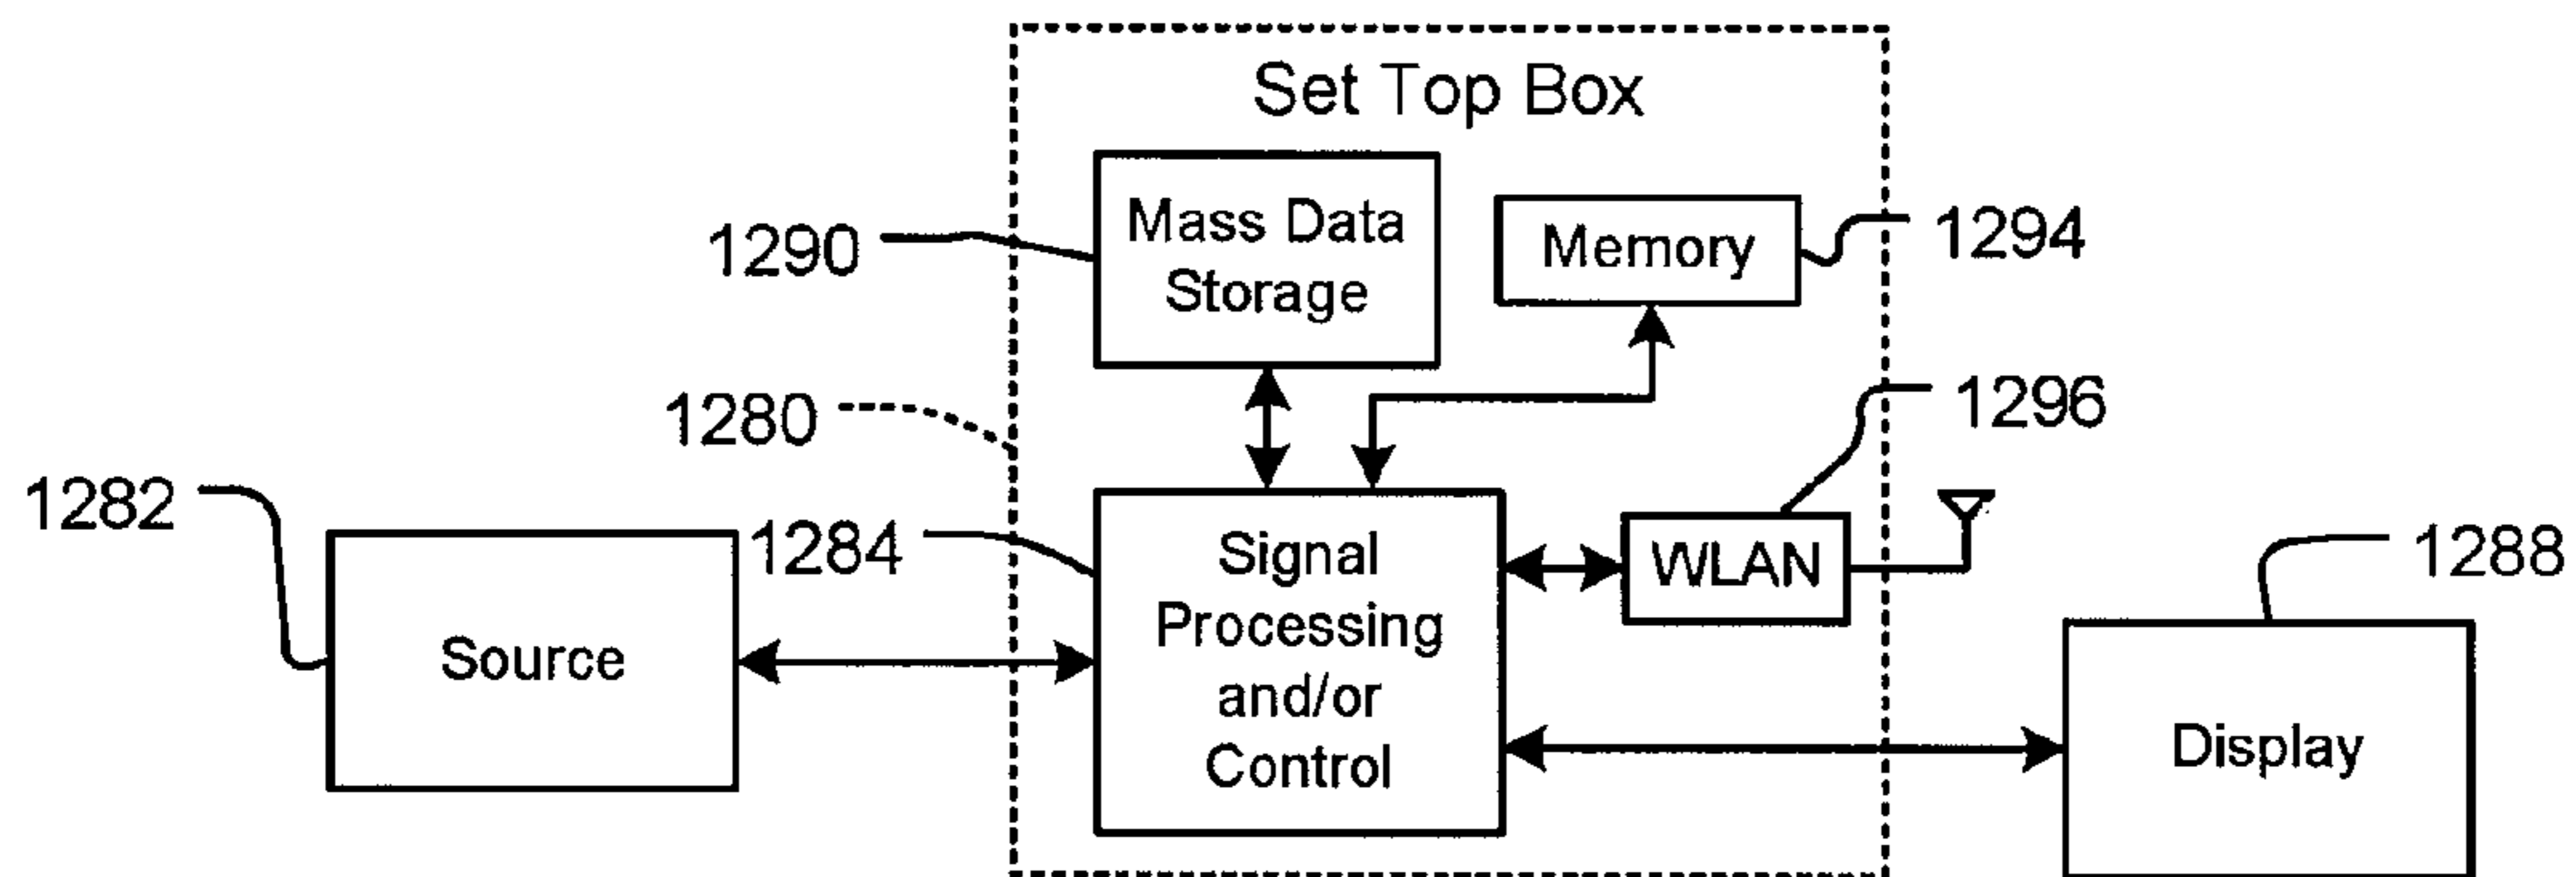 Set Top Box
Mass Data
Storage
1290
Memory
1294
1280
1296
1282
1284
Signal
Processing
and/or
Control
WLAN
1288
Source
Display